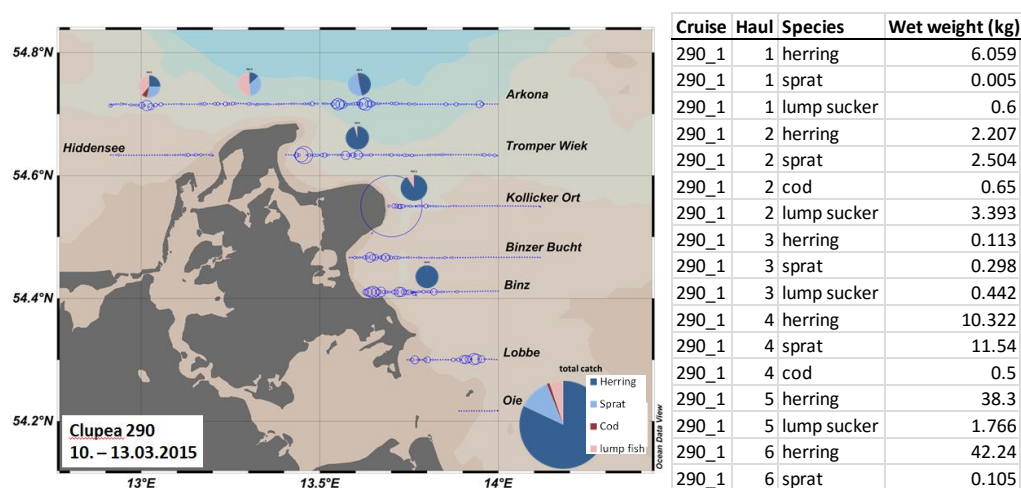 54.8°N
54.6°N
54.4°N
54.2°N
13°E
13.5°E
14°E
Arkona
Hiddensee
Tromper Wiek
Kollicker Ort
Binzer Bucht
Binz
Lobbe
Oie
total catch
Herring
Sprat
Cod
lump fish
Clupea 290
10. – 13.03.2015
Ocean Data View
Cruise Haul Species Wet weight (kg)
290_1 1 herring 6.059
290_1 1 sprat 0.005
290_1 1 lump sucker 0.6
290_1 2 herring 2.207
290_1 2 sprat 2.504
290_1 2 cod 0.65
290_1 2 lump sucker 3.393
290_1 3 herring 0.113
290_1 3 sprat 0.298
290_1 3 lump sucker 0.442
290_1 4 herring 10.322
290_1 4 sprat 11.54
290_1 4 cod 0.5
290_1 5 herring 38.3
290_1 5 lump sucker 1.766
290_1 6 herring 42.24
290_1 6 sprat 0.105